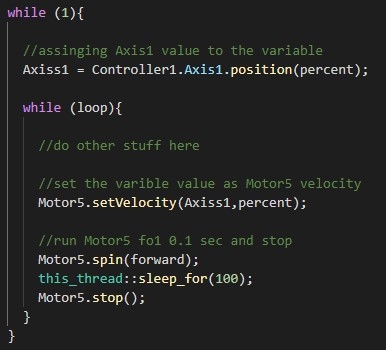 while (1){
//assinging Axis1 value to the variable
Axiss1 = Controller1.Axis1.position(percent);
while (loop){
//do other stuff here
//set the varible value as Motor5 velocity
Motor5.setVelocity(Axiss1,percent);
//run Motor5 fo1 0.1 sec and stop
Motor5.spin(forward);
this_thread::sleep_for(100);
Motor5.stop();
}
}